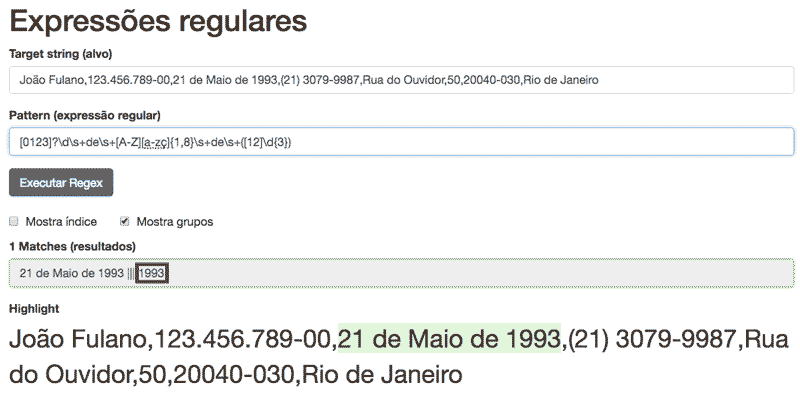 Expressões regulares
Target string (alvo)
João Fulano,123.456.789-00,21 de Maio de 1993,(21) 3079-9987,Rua do Ouvidor,50,20040-030,Rio de Janeiro
Pattern (expressão regular)
[0123]?\d\s+de\s+[A-Z][a-zç]{1,8}\s+de\s+([12]\d{3})
Executar Regex
Mostra índice Mostra grupos
1 Matches (resultados)
21 de Maio de 1993 ||| 1993
Highlight
João Fulano,123.456.789-00,21 de Maio de 1993,(21) 3079-9987,Rua
do Ouvidor,50,20040-030,Rio de Janeiro